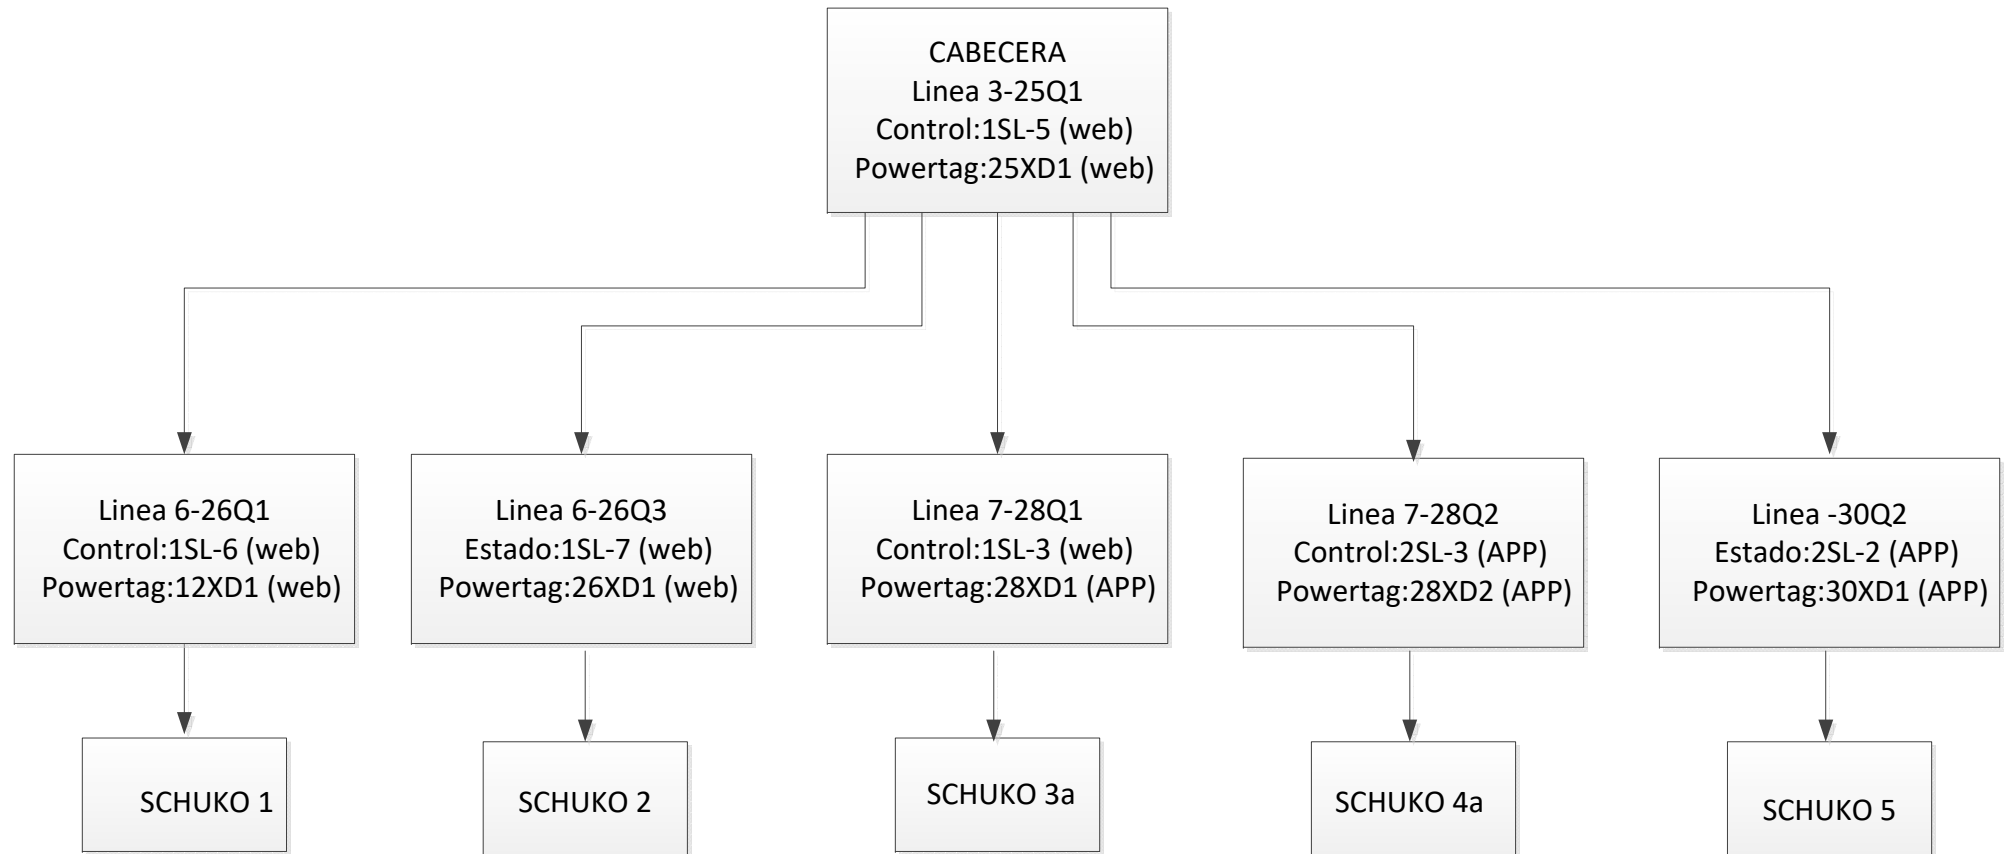 CABECERA
Linea 3-25Q1
Control:1SL-5 (web)
Powertag:25XD1 (web)
Linea 6-26Q1
Control:1SL-6 (web)
Powertag:12XD1 (web)
Linea 6-26Q3
Estado:1SL-7 (web)
Powertag:26XD1 (web)
Linea 7-28Q1
Control:1SL-3 (web)
Powertag:28XD1 (APP)
Linea 7-28Q2
Control:2SL-3 (APP)
Powertag:28XD2 (APP)
Linea -30Q2
Estado:2SL-2 (APP)
Powertag:30XD1 (APP)
SCHUKO 1
SCHUKO 2
SCHUKO 3a
SCHUKO 4a
SCHUKO 5